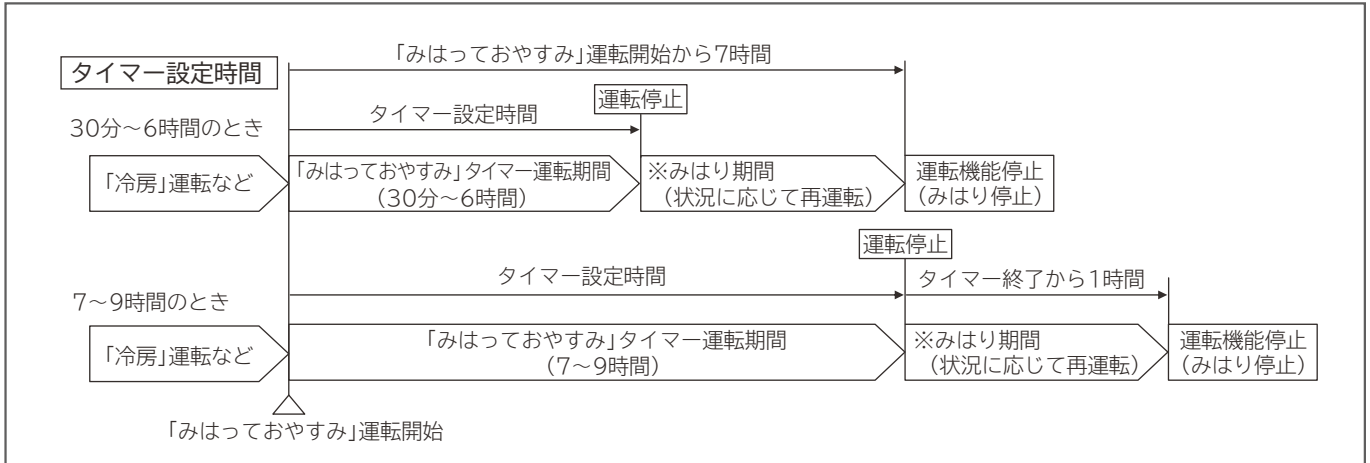 「みはっておやすみ」運転開始から7時間
タイマー設定時間
運転停止
タイマー設定時間
30分～6時間のとき
「冷房」運転など
「みはっておやすみ」タイマー運転期間
(30分～6時間)
※みはり期間
(状況に応じて再運転)
運転機能停止
(みはり停止)
運転停止
タイマー設定時間
タイマー終了から1時間
7～9時間のとき
「冷房」運転など
「みはっておやすみ」タイマー運転期間
(7～9時間)
※みはり期間
(状況に応じて再運転)
運転機能停止
(みはり停止)
「みはっておやすみ」運転開始